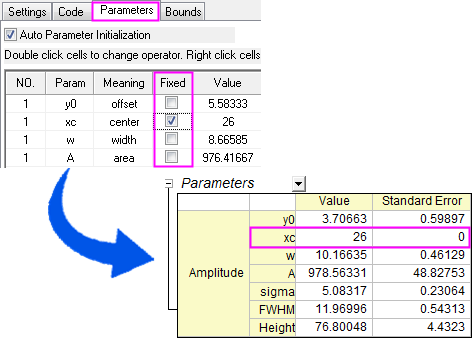 Settings Code Parameters Bounds
Auto Parameter Initialization
Double click cells to change operator. Right click cells
NO. Param Meaning Fixed Value
1 y0 offset 5.58333
1 xc center 26
1 w width 8.66585
1 A area 976.41667
Parameters
Value Standard Error
y0 3.70663 0.59897
xc 26 0
w 10.16635 0.46129
Amplitude A 978.56331 48.82753
sigma 5.08317 0.23064
FWHM 11.96996 0.54313
Height 76.80048 4.4323